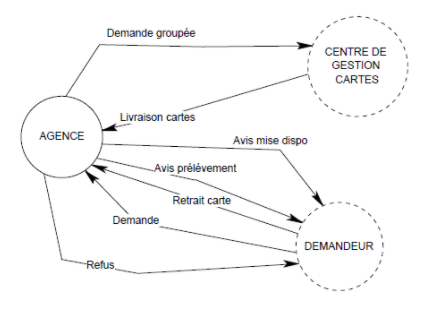 Demande groupée
CENTRE DE
GESTION
CARTES
Livraison cartes
AGENCE
Avis mise dispo
Avis prélévement
Retrait carte
Demande
DEMANDEUR
Refus